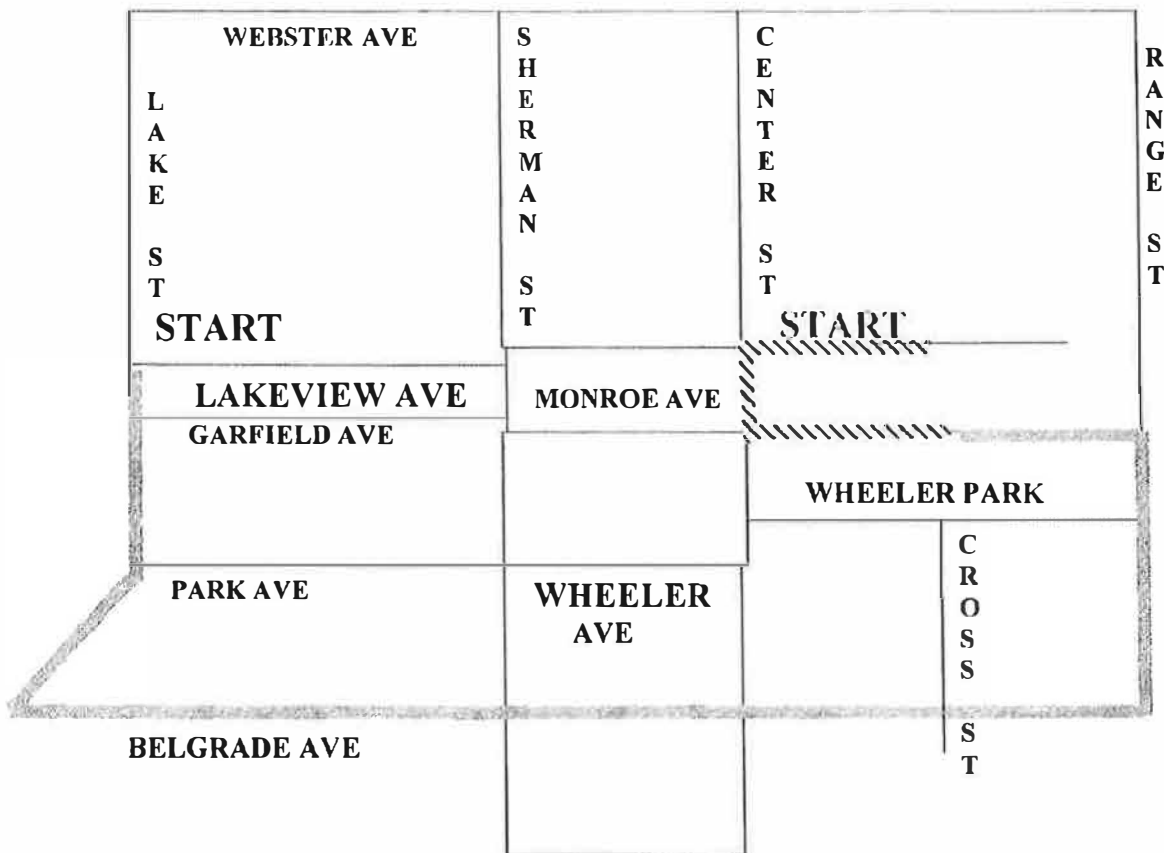 WEBSTER AVE
LAKE ST
SHERMAN ST
CENTER ST
RANGE ST
START
START
LAKEVIEW AVE
MONROE AVE
GARFIELD AVE
WHEELER PARK
CROSS ST
PARK AVE
WHEELER
AVE
BELGRADE AVE